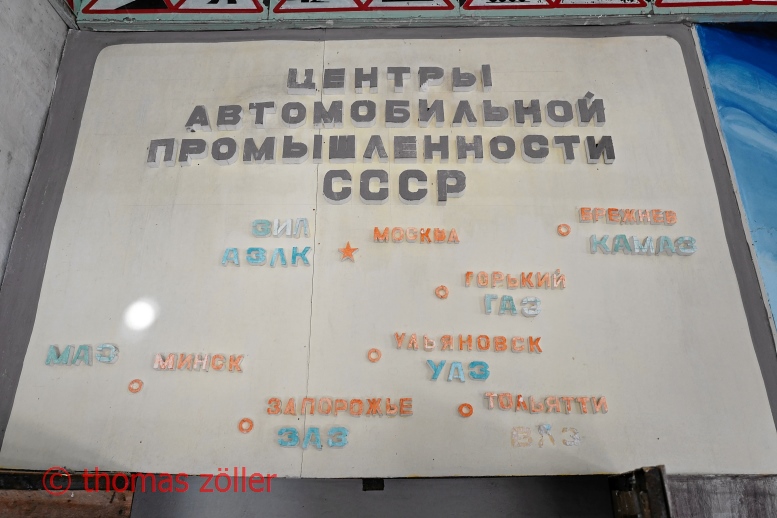 ЦЕНТРЫ
АВТОМОБИЛЬНОЙ
ПРОМЫШЛЕННОСТИ
СССР
ЗИЛ
АЗЛК
МОСКВА
БРЕЖНЕВ
КАМАЗ
ГОРЬКИЙ
ГАЗ
УЛЬЯНОВСК
УАЗ
МАЗ
МИНСК
ЗАПОРОЖЬЕ
ЗАЗ
ТОЛЬЯТТИ
ВАЗ
© thomas zöller